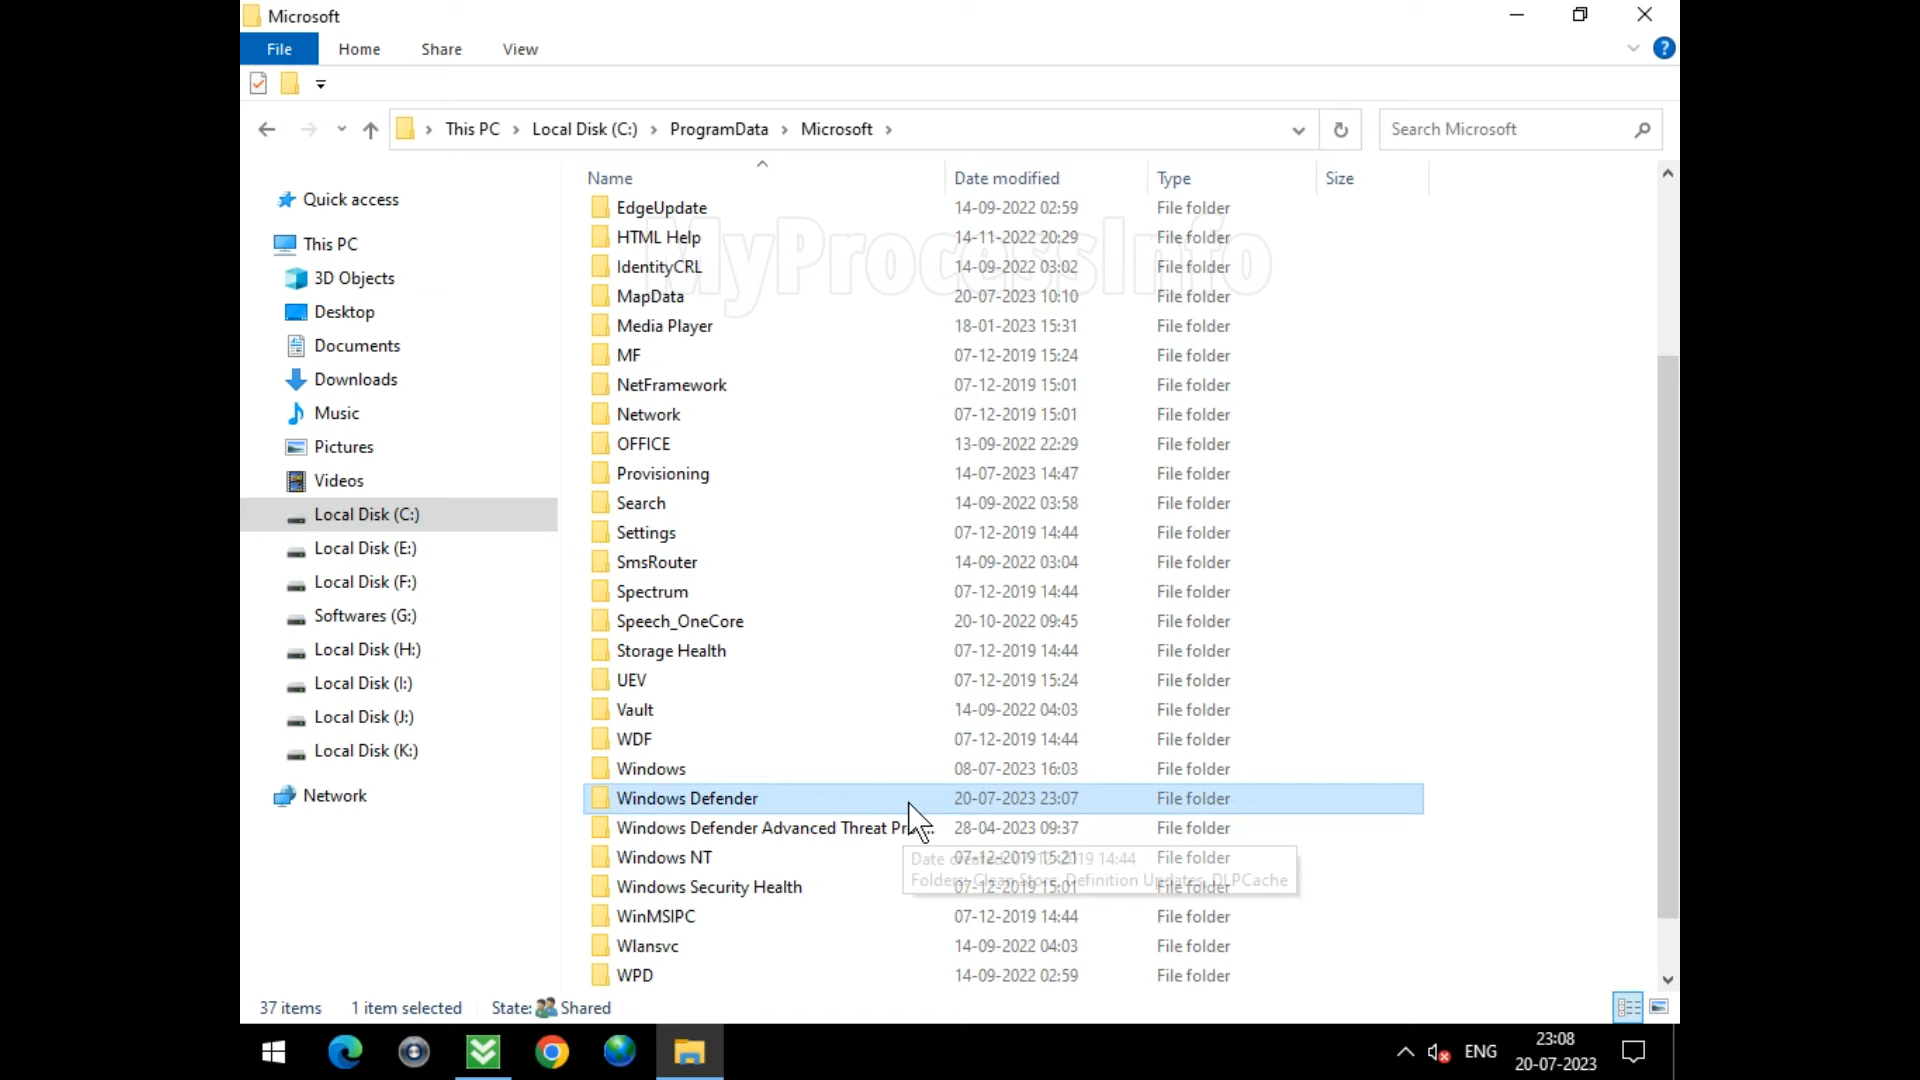 Microsoft
File Home Share View
This PC > Local Disk (C:) > ProgramData > Microsoft >
Search Microsoft
Quick access
This PC
3D Objects
Desktop
Documents
Downloads
Music
Pictures
Videos
Local Disk (C:)
Local Disk (E:)
Local Disk (F:)
Softwares (G:)
Local Disk (H:)
Local Disk (I:)
Local Disk (J:)
Local Disk (K:)
Network
Name Date modified Type Size
EdgeUpdate 14-09-2022 02:59 File folder
HTML Help 14-11-2022 20:29 File folder
IdentityCRL 14-09-2022 03:02 File folder
MapData 20-07-2023 10:10 File folder
Media Player 18-01-2023 15:31 File folder
MF 07-12-2019 15:24 File folder
NetFramework 07-12-2019 15:01 File folder
Network 07-12-2019 15:01 File folder
OFFICE 13-09-2022 22:29 File folder
Provisioning 14-07-2023 14:47 File folder
Search 14-09-2022 03:58 File folder
Settings 07-12-2019 14:44 File folder
SmsRouter 14-09-2022 03:04 File folder
Spectrum 07-12-2019 14:44 File folder
Speech_OneCore 20-10-2022 09:45 File folder
Storage Health 07-12-2019 14:44 File folder
UEV 07-12-2019 15:24 File folder
Vault 14-09-2022 04:03 File folder
WDF 07-12-2019 14:44 File folder
Windows 08-07-2023 16:03 File folder
Windows Defender 20-07-2023 23:07 File folder
Windows Defender Advanced Threat 28-04-2023 09:37 File folder
Windows NT 07-12-2019 15:21 File folder
Windows Security Health 07-12-2019 15:01 File folder
WinMSIPC 07-12-2019 14:44 File folder
Wlansvc 14-09-2022 04:03 File folder
WPD 14-09-2022 02:59 File folder
MyProcessInfo
Date created: 07-12-2019 14:44
Folders: Clean Store, Definition Updates, DLPCache
37 items 1 item selected State: Shared
ENG
23:08
20-07-2023